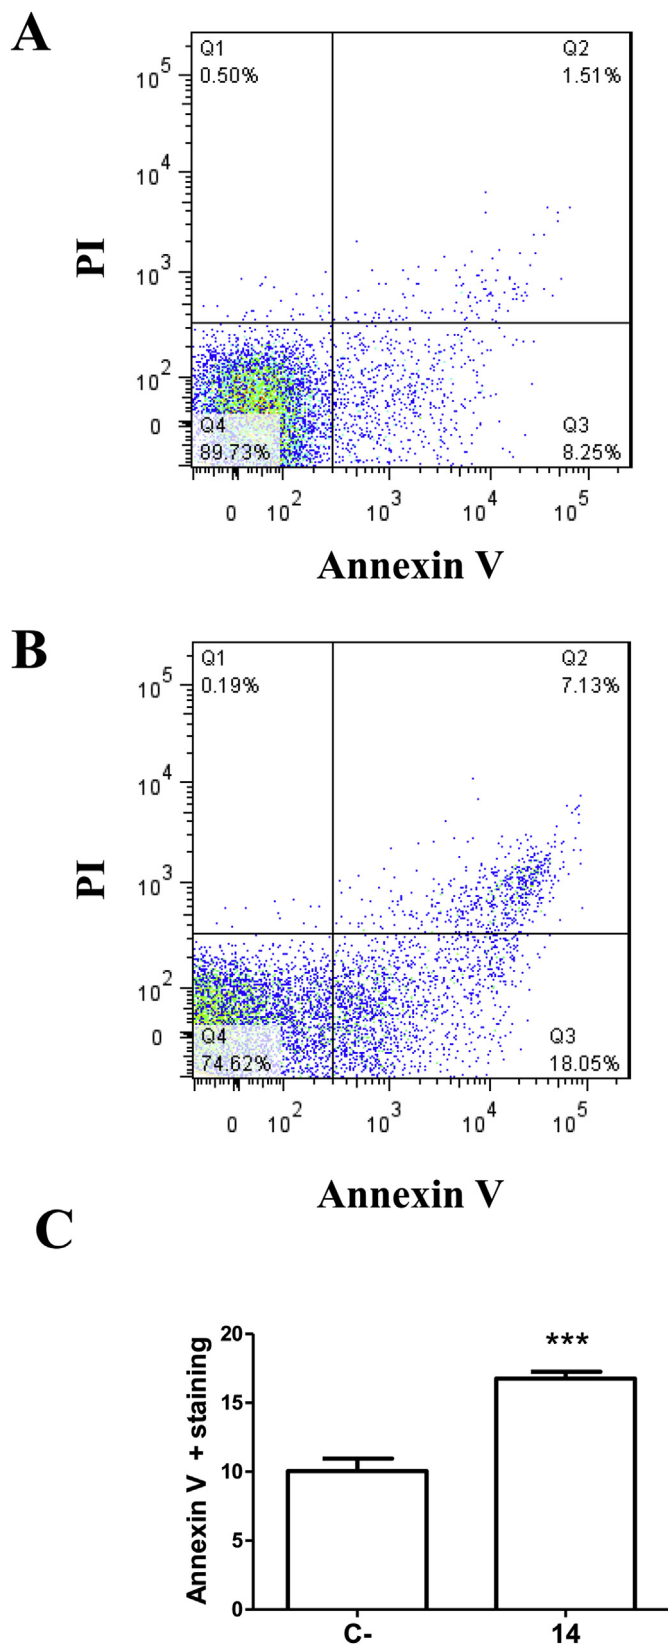 A
Q1
0.50%
Q2
1.51%
10^5
10^4
10^3
10^2
0
PI
Q4
89.73%
Q3
8.25%
0 10^2 10^3 10^4 10^5
Annexin V
B
Q1
0.19%
Q2
7.13%
10^5
10^4
10^3
10^2
0
PI
Q4
74.62%
Q3
18.05%
0 10^2 10^3 10^4 10^5
Annexin V
C
Annexin V + staining
20
15
10
5
0
***
C- 14